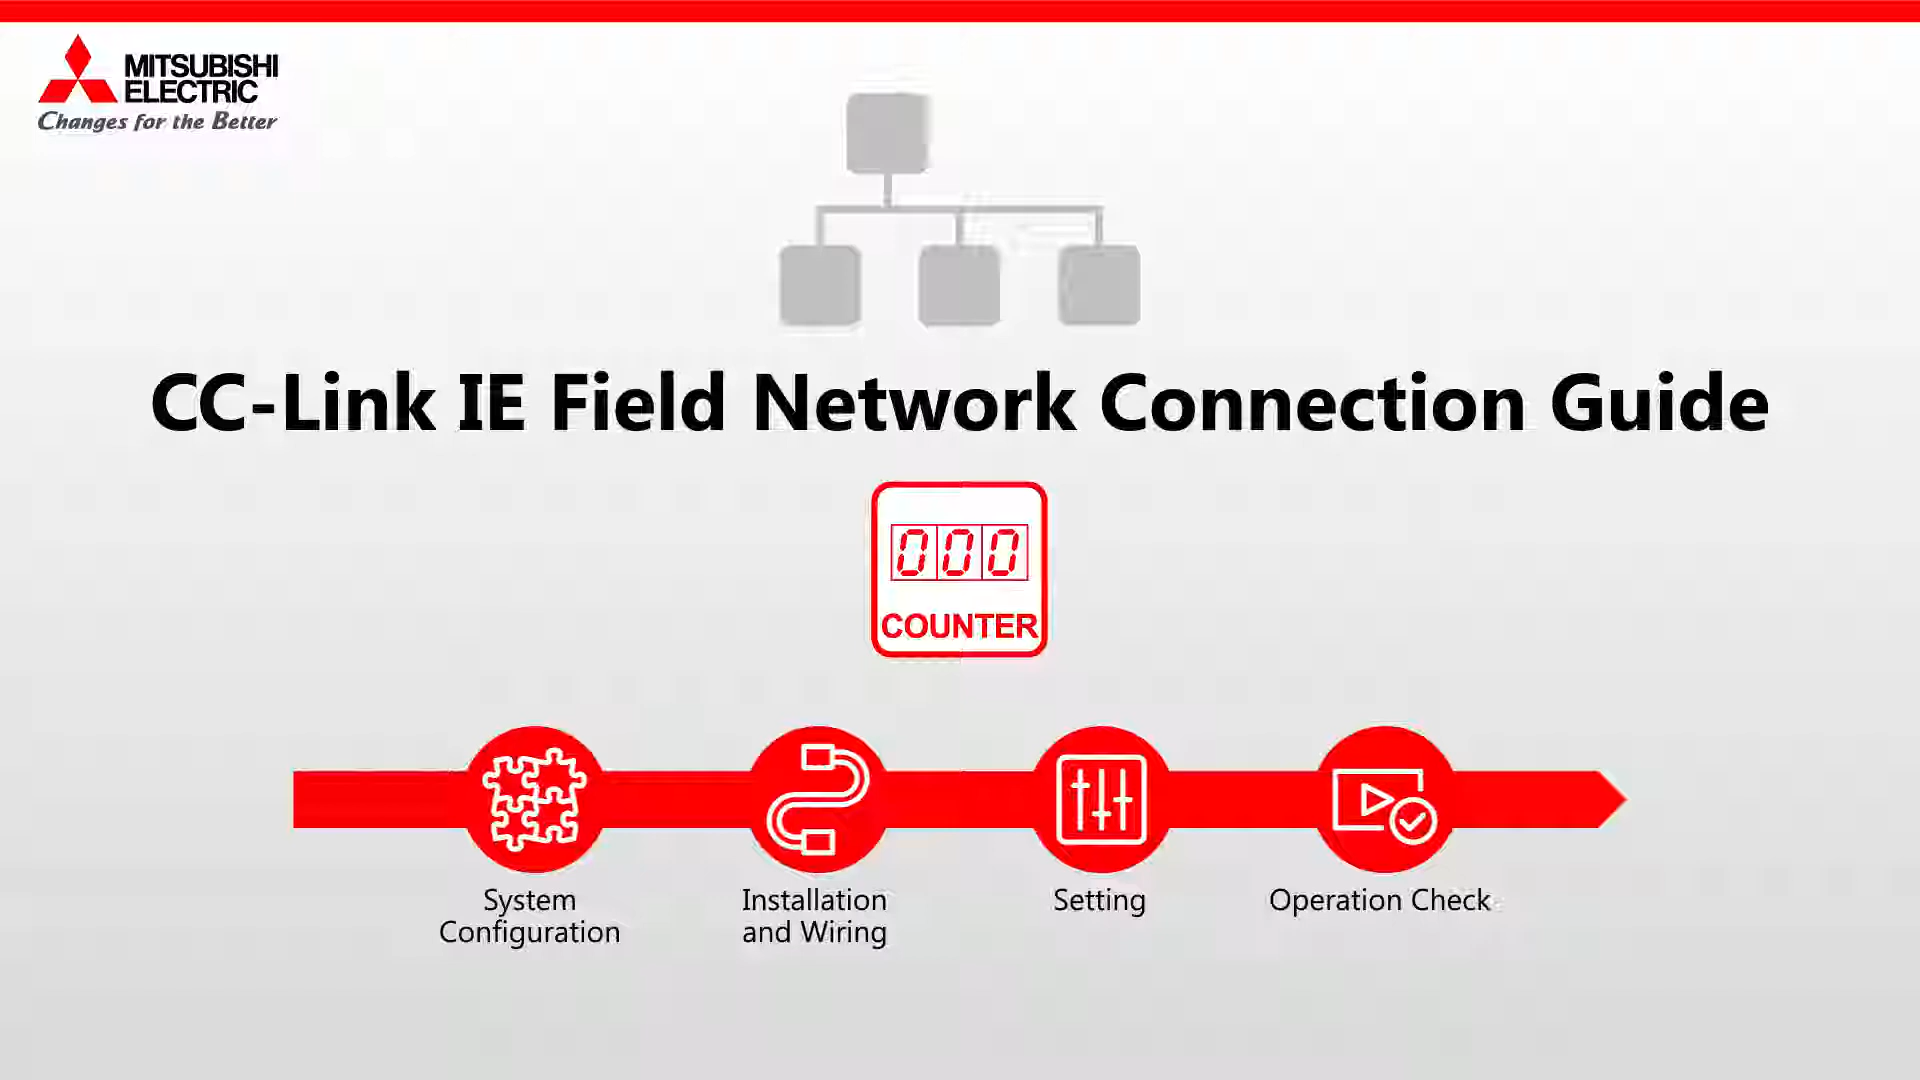 MITSUBISHI
ELECTRIC
Changes for the Better
CC-Link IE Field Network Connection Guide
000
COUNTER
System
Configuration
Installation
and Wiring
Setting
Operation Check